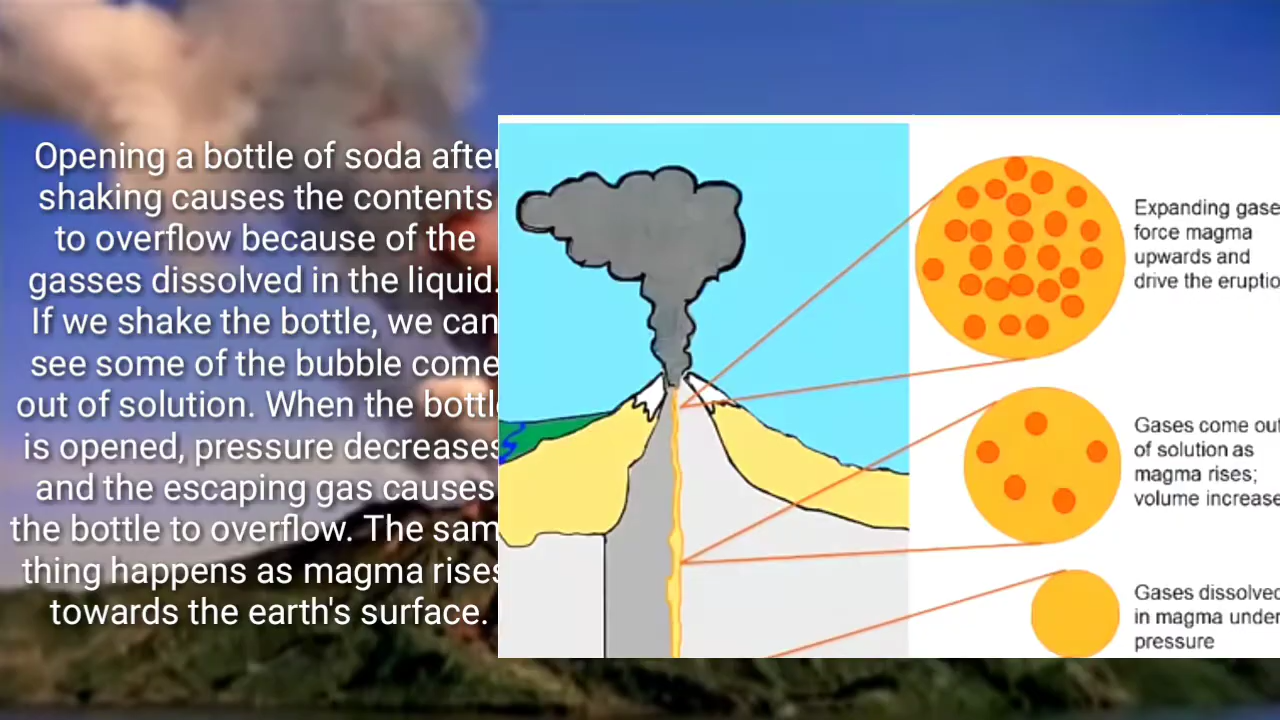 Opening a bottle of soda after
shaking causes the contents
to overflow because of the
gasses dissolved in the liquid.
If we shake the bottle, we can
see some of the bubble come
out of solution. When the bottl
is opened, pressure decreases
and the escaping gas causes
the bottle to overflow. The sam
thing happens as magma rises
towards the earth's surface.
Expanding gase
force magma
upwards and
drive the eruptio
Gases come out
of solution as
magma rises;
volume increase
Gases dissolved
in magma under
pressure